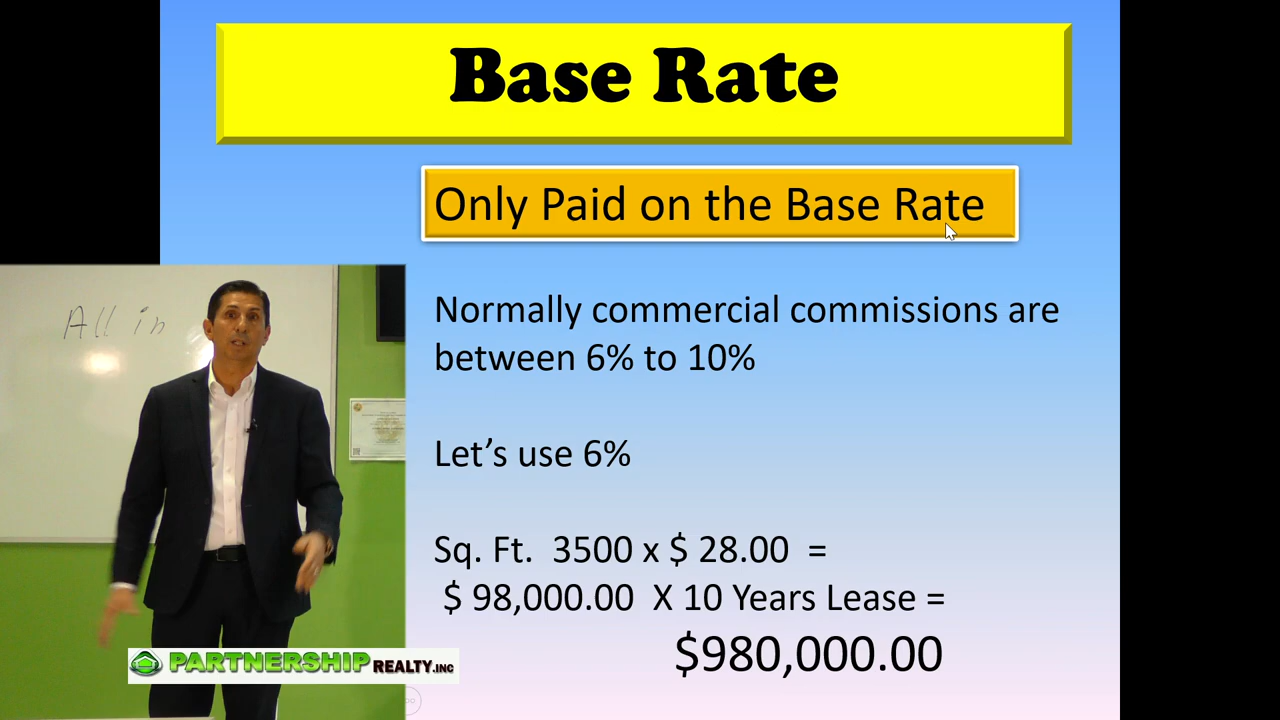 Base Rate
Only Paid on the Base Rate
Normally commercial commissions are
between 6% to 10%
Let's use 6%
Sq. Ft. 3500 x $ 28.00 =
$ 98,000.00 X 10 Years Lease =
$980,000.00
All in
PARTNERSHIP REALTY.INC